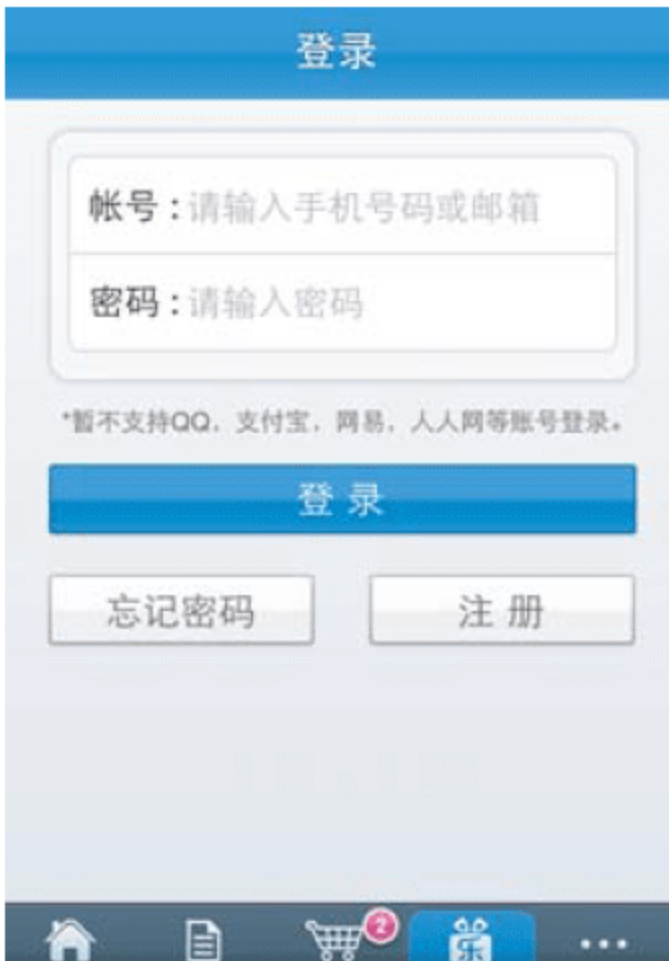 登录
帐号：请输入手机号码或邮箱
密码：请输入密码
*暂不支持QQ，支付宝，网易，人人网等账号登录。
登 录
忘记密码
注 册
2
乐